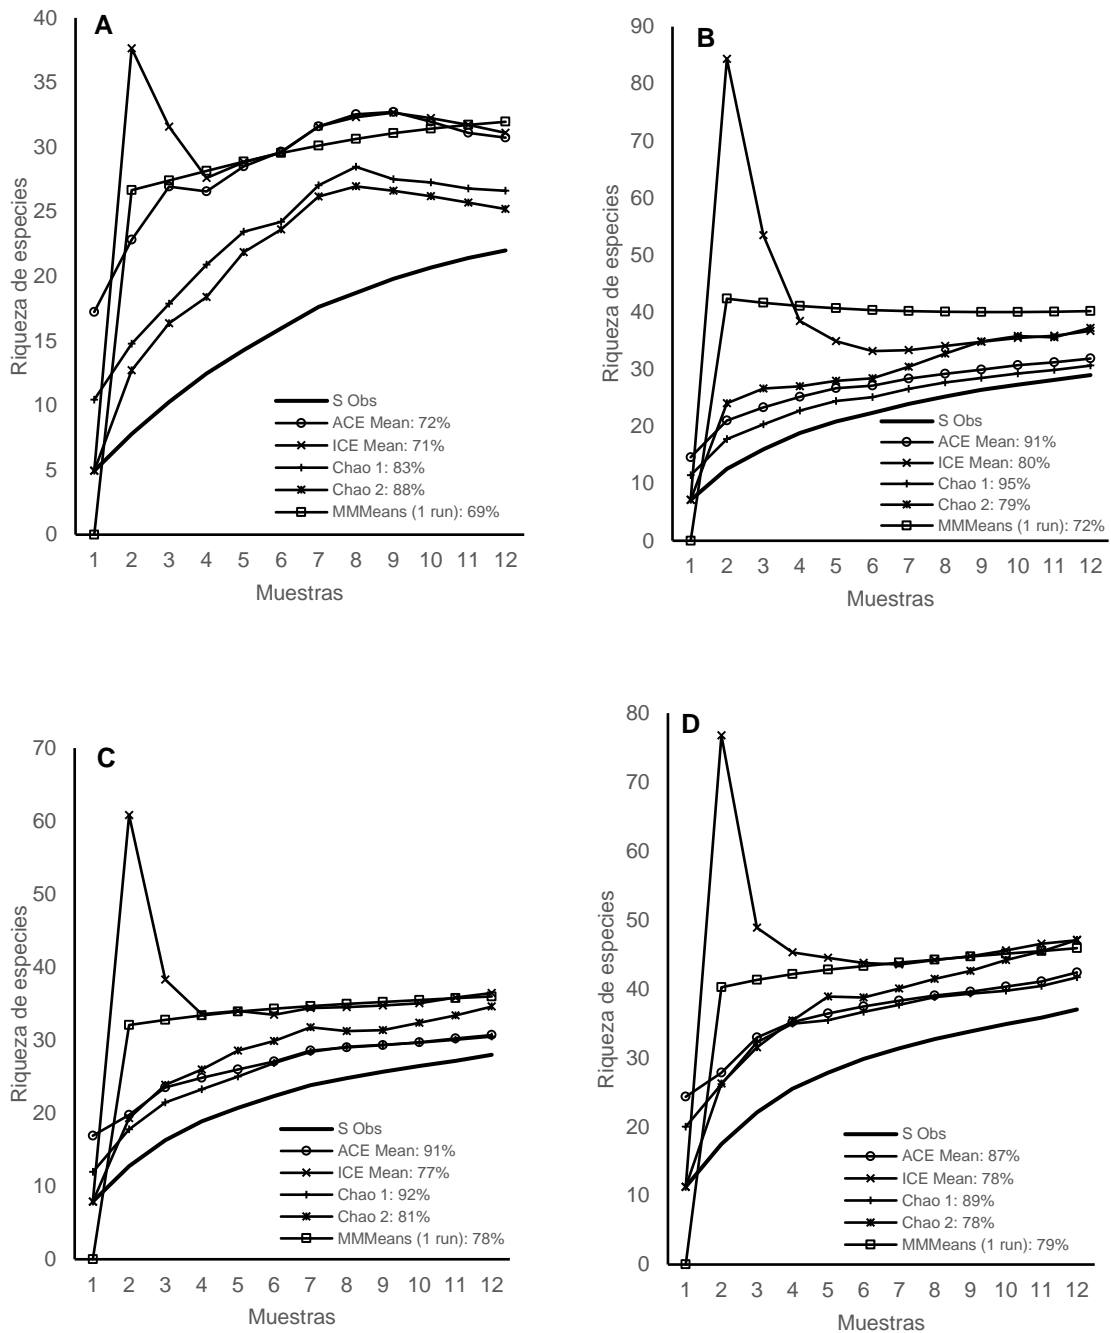 A
40
35
30
25
20
15
10
5
0
Riqueza de especies
S Obs
ACE Mean: 72%
ICE Mean: 71%
Chao 1: 83%
Chao 2: 88%
MMMeans (1 run): 69%
1 2 3 4 5 6 7 8 9 10 11 12
Muestras
B
90
80
70
60
50
40
30
20
10
0
Riqueza de especies
S Obs
ACE Mean: 91%
ICE Mean: 80%
Chao 1: 95%
Chao 2: 79%
MMMeans (1 run): 72%
1 2 3 4 5 6 7 8 9 10 11 12
Muestras
C
70
60
50
40
30
20
10
0
Riqueza de especies
S Obs
ACE Mean: 91%
ICE Mean: 77%
Chao 1: 92%
Chao 2: 81%
MMMeans (1 run): 78%
1 2 3 4 5 6 7 8 9 10 11 12
Muestras
D
80
70
60
50
40
30
20
10
0
Riqueza de especies
S Obs
ACE Mean: 87%
ICE Mean: 78%
Chao 1: 89%
Chao 2: 78%
MMMeans (1 run): 79%
1 2 3 4 5 6 7 8 9 10 11 12
Muestras